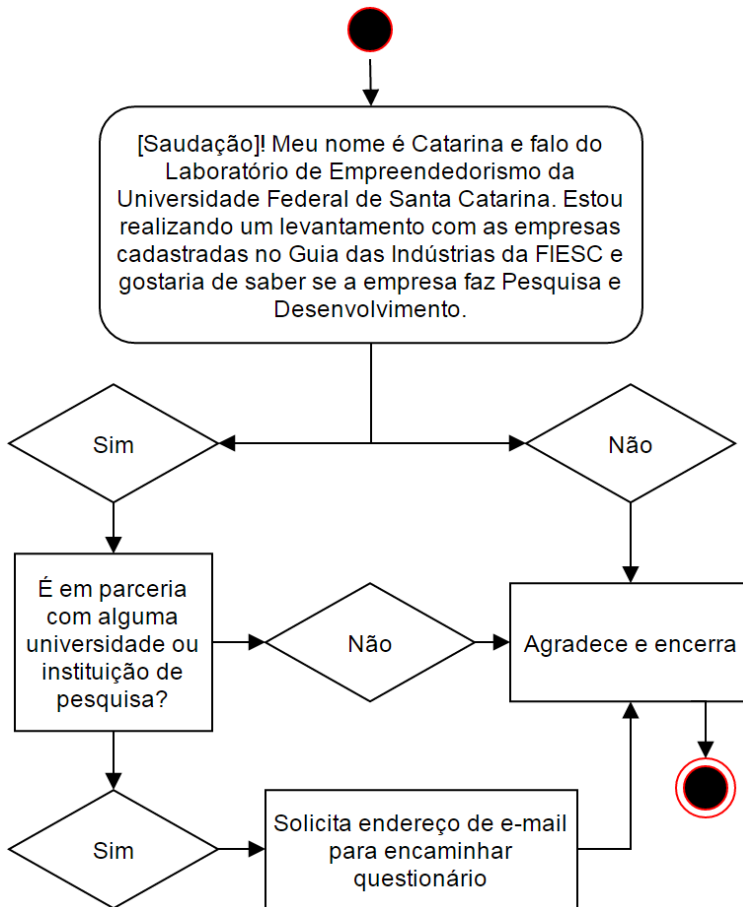 [Saudação]! Meu nome é Catarina e falo do
Laboratório de Empreendedorismo da
Universidade Federal de Santa Catarina. Estou
realizando um levantamento com as empresas
cadastradas no Guia das Indústrias da FIESC e
gostaria de saber se a empresa faz Pesquisa e
Desenvolvimento.
Sim
Não
É em parceria
com alguma
universidade ou
instituição de
pesquisa?
Não
Agradece e encerra
Sim
Solicita endereço de e-mail
para encaminhar
questionário